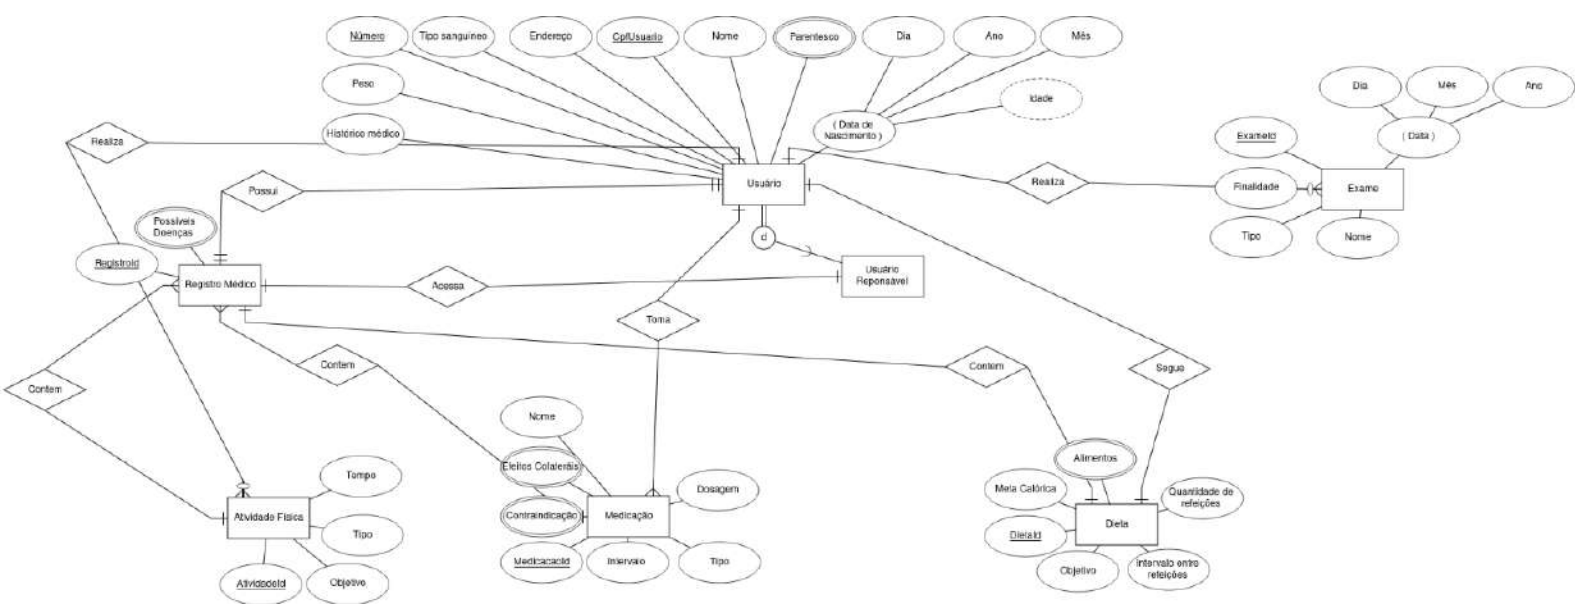 Número
Tipo sanguíneo
Endereço
CpfUsuario
Nome
Parentesco
Dia
Ano
Mês
Peso
Idade
Histórico médico
( Data de
Nascimento )
Dia
Mês
Ano
ExameId
( Data )
Realiza
Possui
Usuário
Realiza
Finalidade
Exame
Tipo
Nome
Possíveis
Doenças
RegistroId
d
Registro Médico
Acessa
Usuário
Reponsável
Toma
Contem
Contem
Contem
Segue
Nome
Efeitos Colaterais
Contraindicação
Medicação
Dosagem
MedicacaoId
Intervalo
Tipo
Tempo
Atvidade Física
Tipo
AtividadeId
Objetivo
Alimentos
Meta Calórica
Quantidade de
refeições
DietaId
Dieta
Objetivo
Intervalo entre
refeições